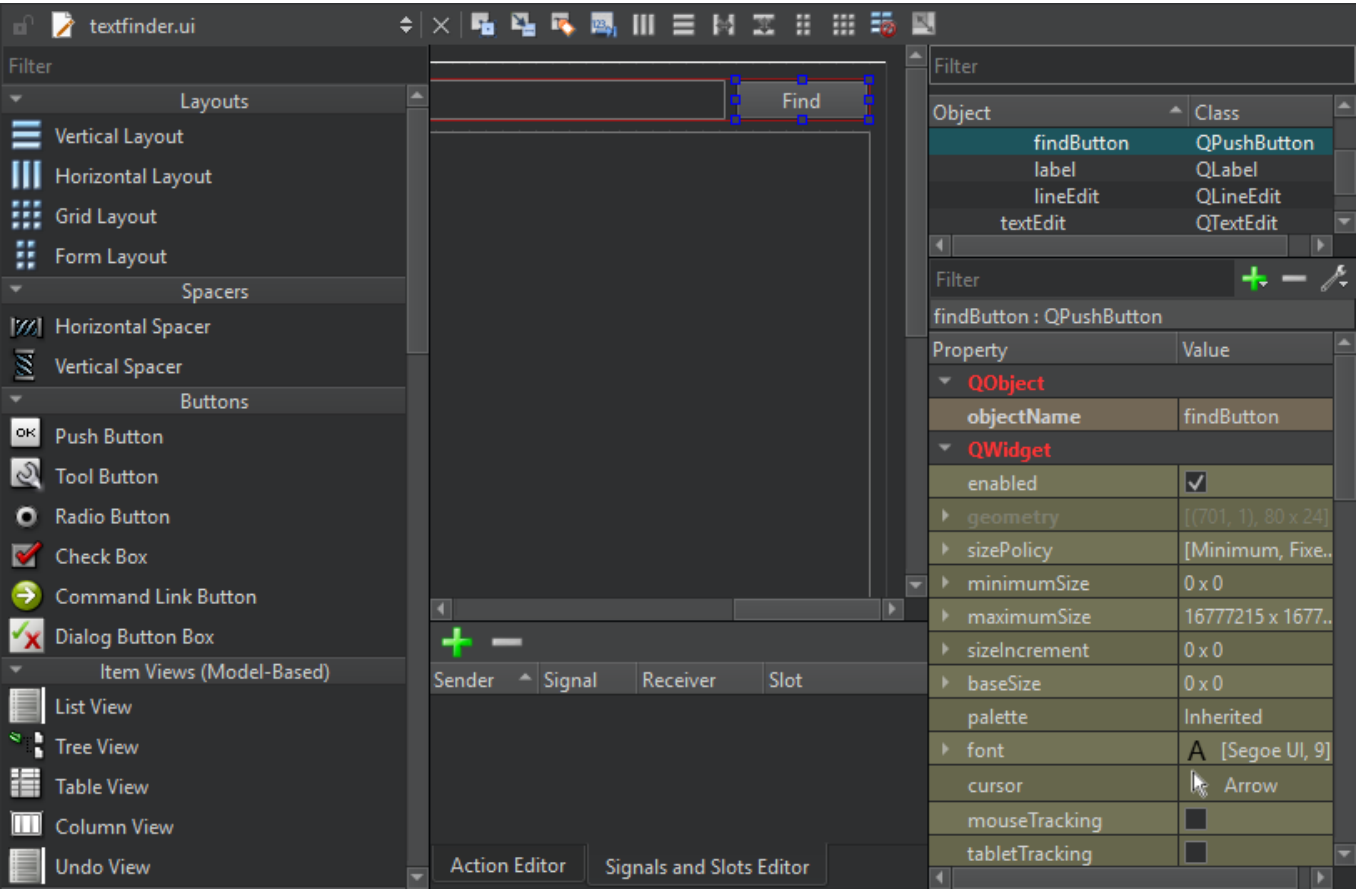 textfinder.ui
Filter
Layouts
Vertical Layout
Horizontal Layout
Grid Layout
Form Layout
Spacers
Horizontal Spacer
Vertical Spacer
Buttons
OK
Push Button
Tool Button
Radio Button
Check Box
Command Link Button
Dialog Button Box
Item Views (Model-Based)
List View
Tree View
Table View
Column View
Undo View
Find
Sender Signal Receiver Slot
Action Editor Signals and Slots Editor
Filter
Object Class
findButton QPushButton
label QLabel
lineEdit QLineEdit
textEdit QTextEdit
Filter
findButton : QPushButton
Property Value
QObject
objectName findButton
QWidget
enabled
geometry [(701, 1), 80 x 24]
sizePolicy [Minimum, Fixe..
minimumSize 0 x 0
maximumSize 16777215 x 1677..
sizeIncrement 0 x 0
baseSize 0 x 0
palette Inherited
font A [Segoe UI, 9]
cursor Arrow
mouseTracking
tabletTracking